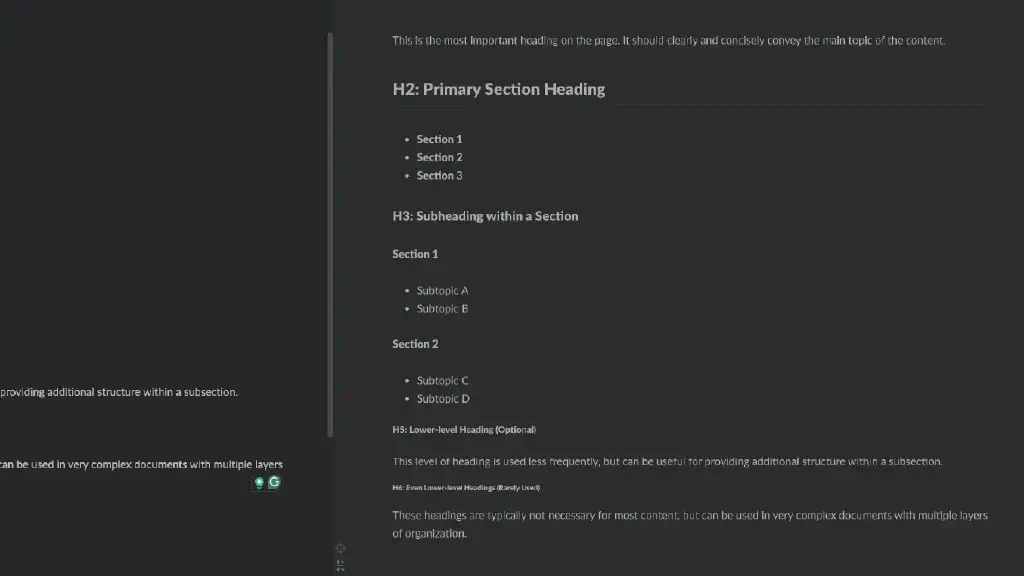 This is the most important heading on the page. It should clearly and concisely convey the main topic of the content.
H2: Primary Section Heading
• Section 1
• Section 2
• Section 3
H3: Subheading within a Section
Section 1
• Subtopic A
• Subtopic B
Section 2
• Subtopic C
• Subtopic D
H5: Lower-level Heading (Optional)
This level of heading is used less frequently, but can be useful for providing additional structure within a subsection.
H6: Even Lower-level Headings (Rarely Used)
These headings are typically not necessary for most content, but can be used in very complex documents with multiple layers
of organization.
providing additional structure within a subsection.
can be used in very complex documents with multiple layers